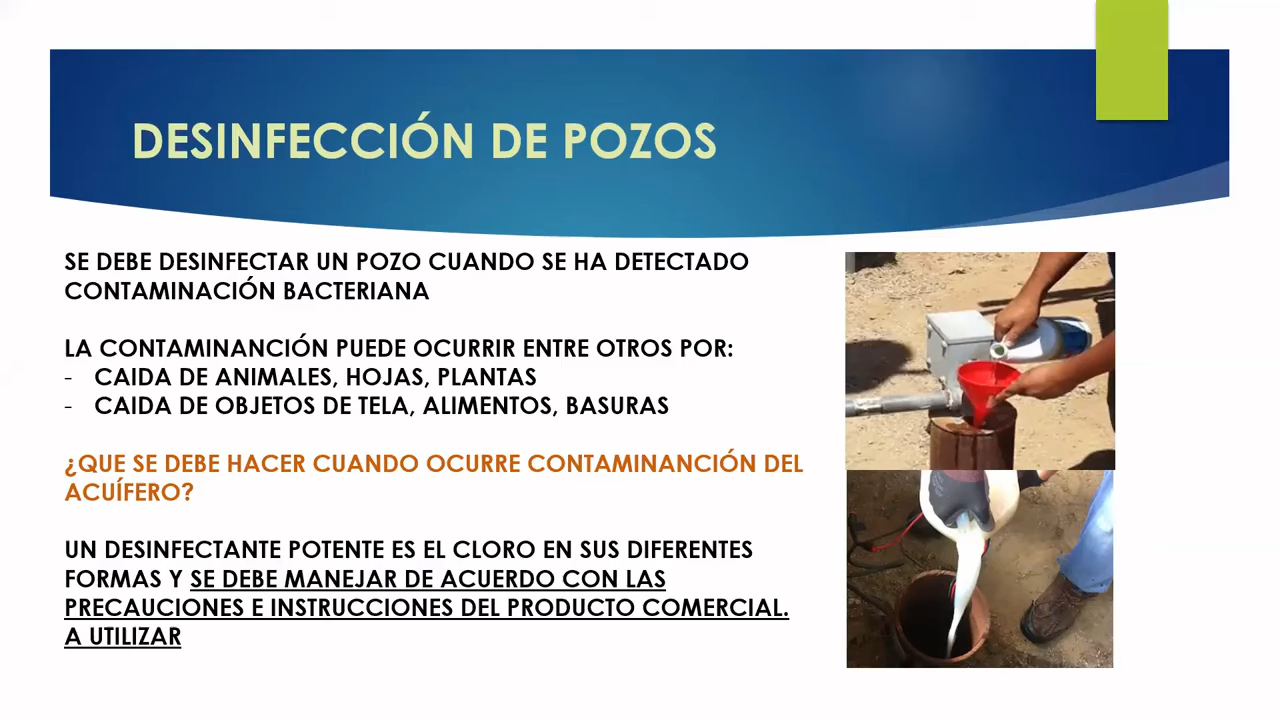 DESINFECCIÓN DE POZOS
SE DEBE DESINFECTAR UN POZO CUANDO SE HA DETECTADO
CONTAMINACIÓN BACTERIANA
LA CONTAMINANCIÓN PUEDE OCURRIR ENTRE OTROS POR:
- CAIDA DE ANIMALES, HOJAS, PLANTAS
- CAIDA DE OBJETOS DE TELA, ALIMENTOS, BASURAS
¿QUE SE DEBE HACER CUANDO OCURRE CONTAMINANCIÓN DEL
ACUÍFERO?
UN DESINFECTANTE POTENTE ES EL CLORO EN SUS DIFERENTES
FORMAS Y SE DEBE MANEJAR DE ACUERDO CON LAS
PRECAUCIONES E INSTRUCCIONES DEL PRODUCTO COMERCIAL.
A UTILIZAR